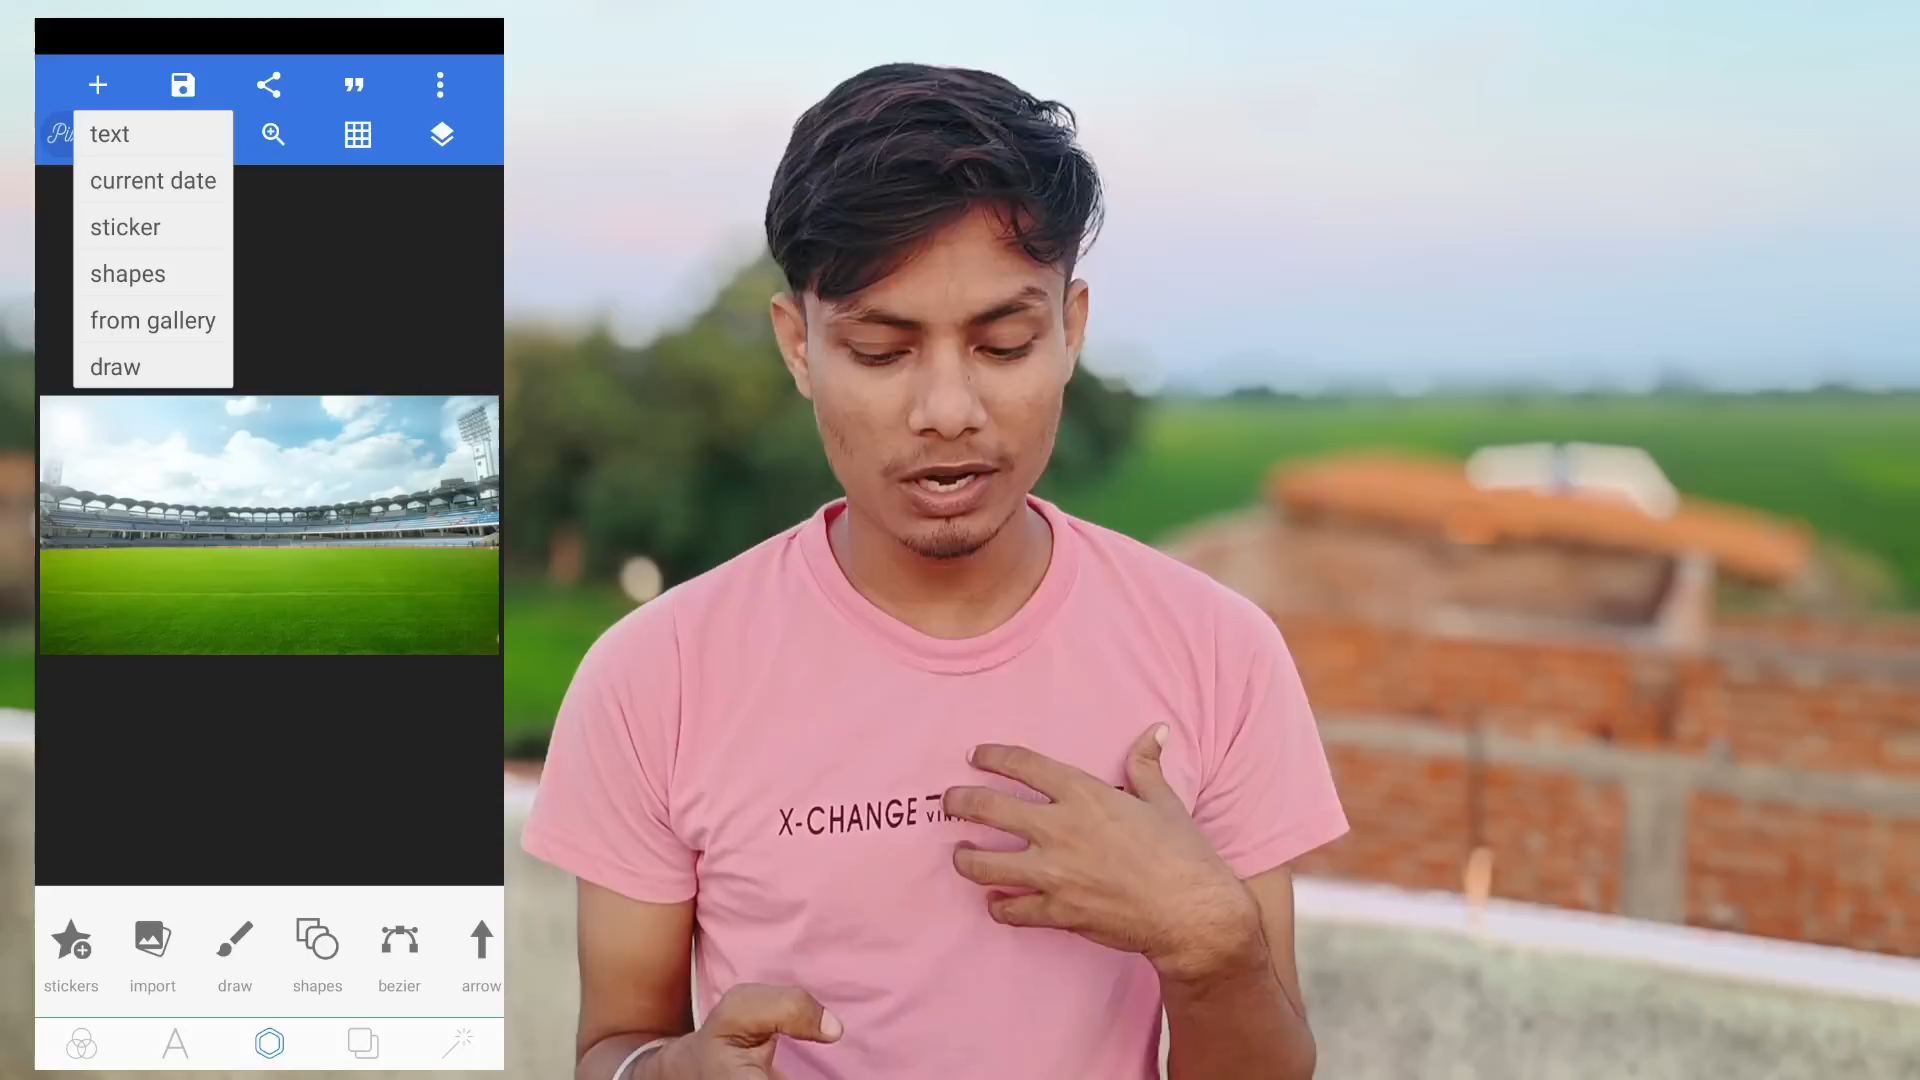 text
current date
sticker
shapes
from gallery
draw
X-CHANGE
stickers
import
draw
shapes
bezier
arrow